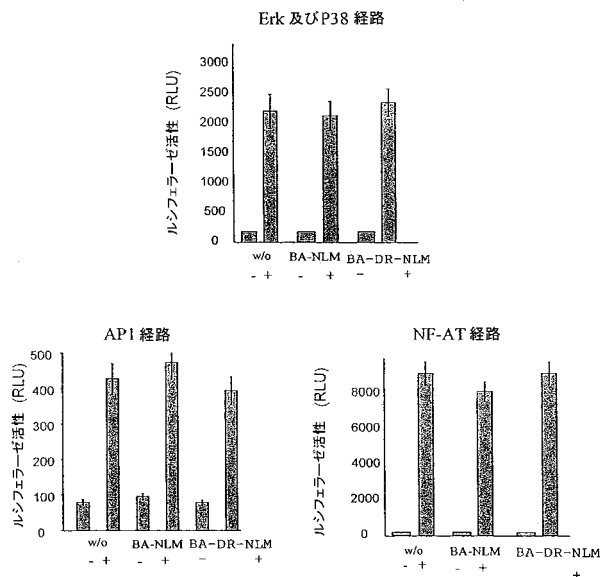 Erk 及びP38 経路
ルシフェラーゼ活性 (RLU)
3000
2500
2000
1500
1000
500
0
w/o BA-NLM BA-DR-NLM
- + - + - +
AP1 経路
ルシフェラーゼ活性 (RLU)
500
400
300
200
100
0
w/o BA-NLM BA-DR-NLM
- + - + - +
NF-AT 経路
ルシフェラーゼ活性 (RLU)
8000
6000
4000
2000
0
w/o BA-NLM BA-DR-NLM
- + - + - +